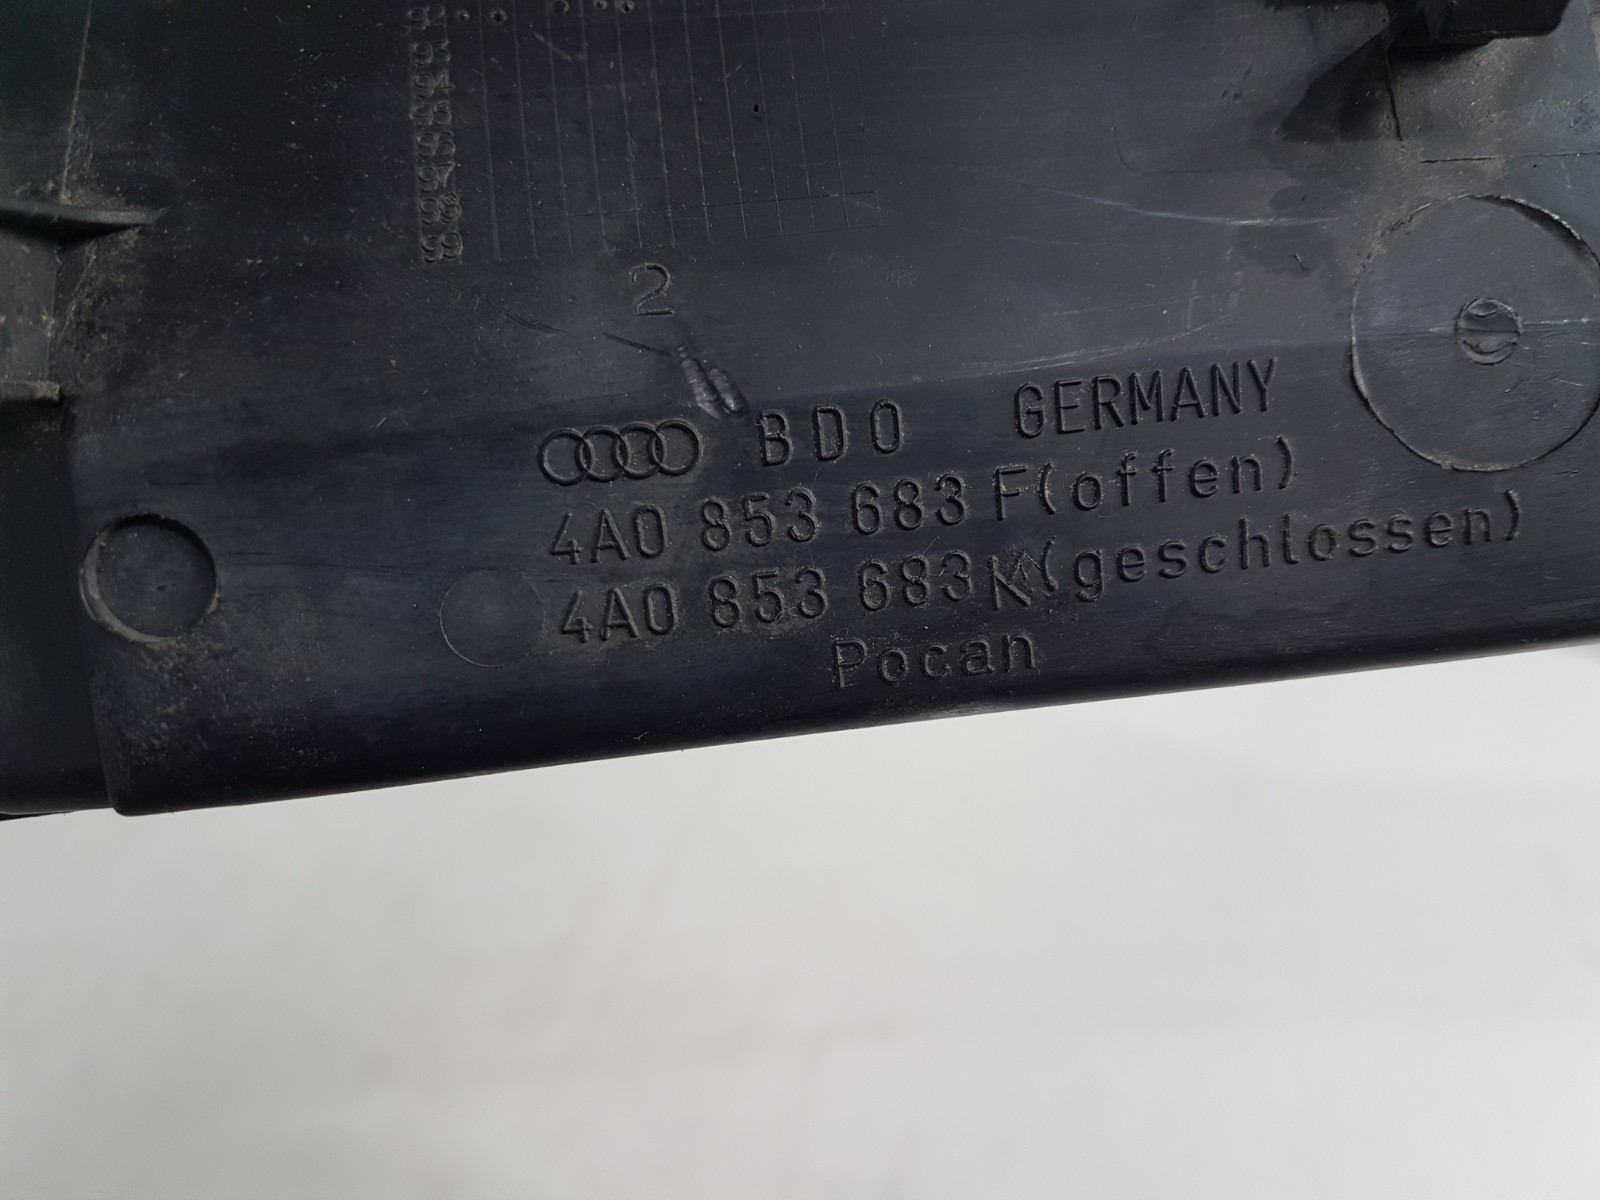 2
BDO GERMANY
4A0 853 683 F(offen)
4A0 853 683 K(geschlossen)
Pocan